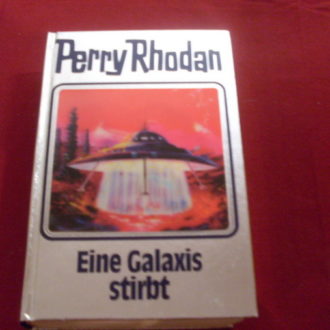 Perry Rhodan
Eine Galaxis
stirbt